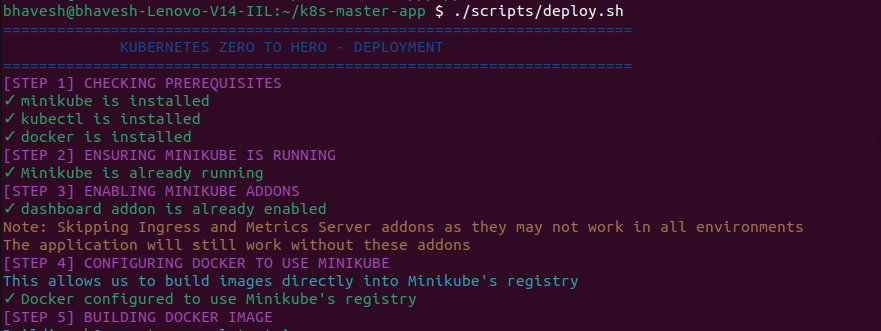 bhavesh@bhavesh-Lenovo-V14-IIL:~/k8s-master-app $ ./scripts/deploy.sh
======================================================================
KUBERNETES ZERO TO HERO - DEPLOYMENT
======================================================================
[STEP 1] CHECKING PREREQUISITES
✓ minikube is installed
✓ kubectl is installed
✓ docker is installed
[STEP 2] ENSURING MINIKUBE IS RUNNING
✓ Minikube is already running
[STEP 3] ENABLING MINIKUBE ADDONS
✓ dashboard addon is already enabled
Note: Skipping Ingress and Metrics Server addons as they may not work in all environments
The application will still work without these addons
[STEP 4] CONFIGURING DOCKER TO USE MINIKUBE
This allows us to build images directly into Minikube's registry
✓ Docker configured to use Minikube's registry
[STEP 5] BUILDING DOCKER IMAGE